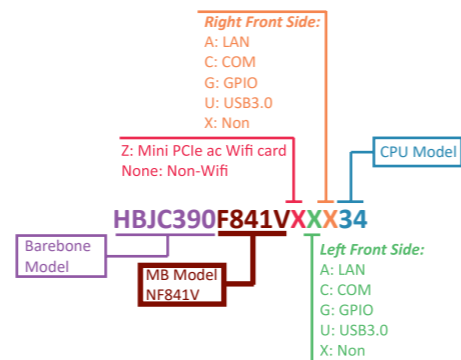 Right Front Side:
A: LAN
C: COM
G: GPIO
U: USB3.0
X: Non
Z: Mini PCIe ac Wifi card
None: Non-Wifi
CPU Model
HBJC390F841VXXX34
Barebone
Model
MB Model
NF841V
Left Front Side:
A: LAN
C: COM
G: GPIO
U: USB3.0
X: Non